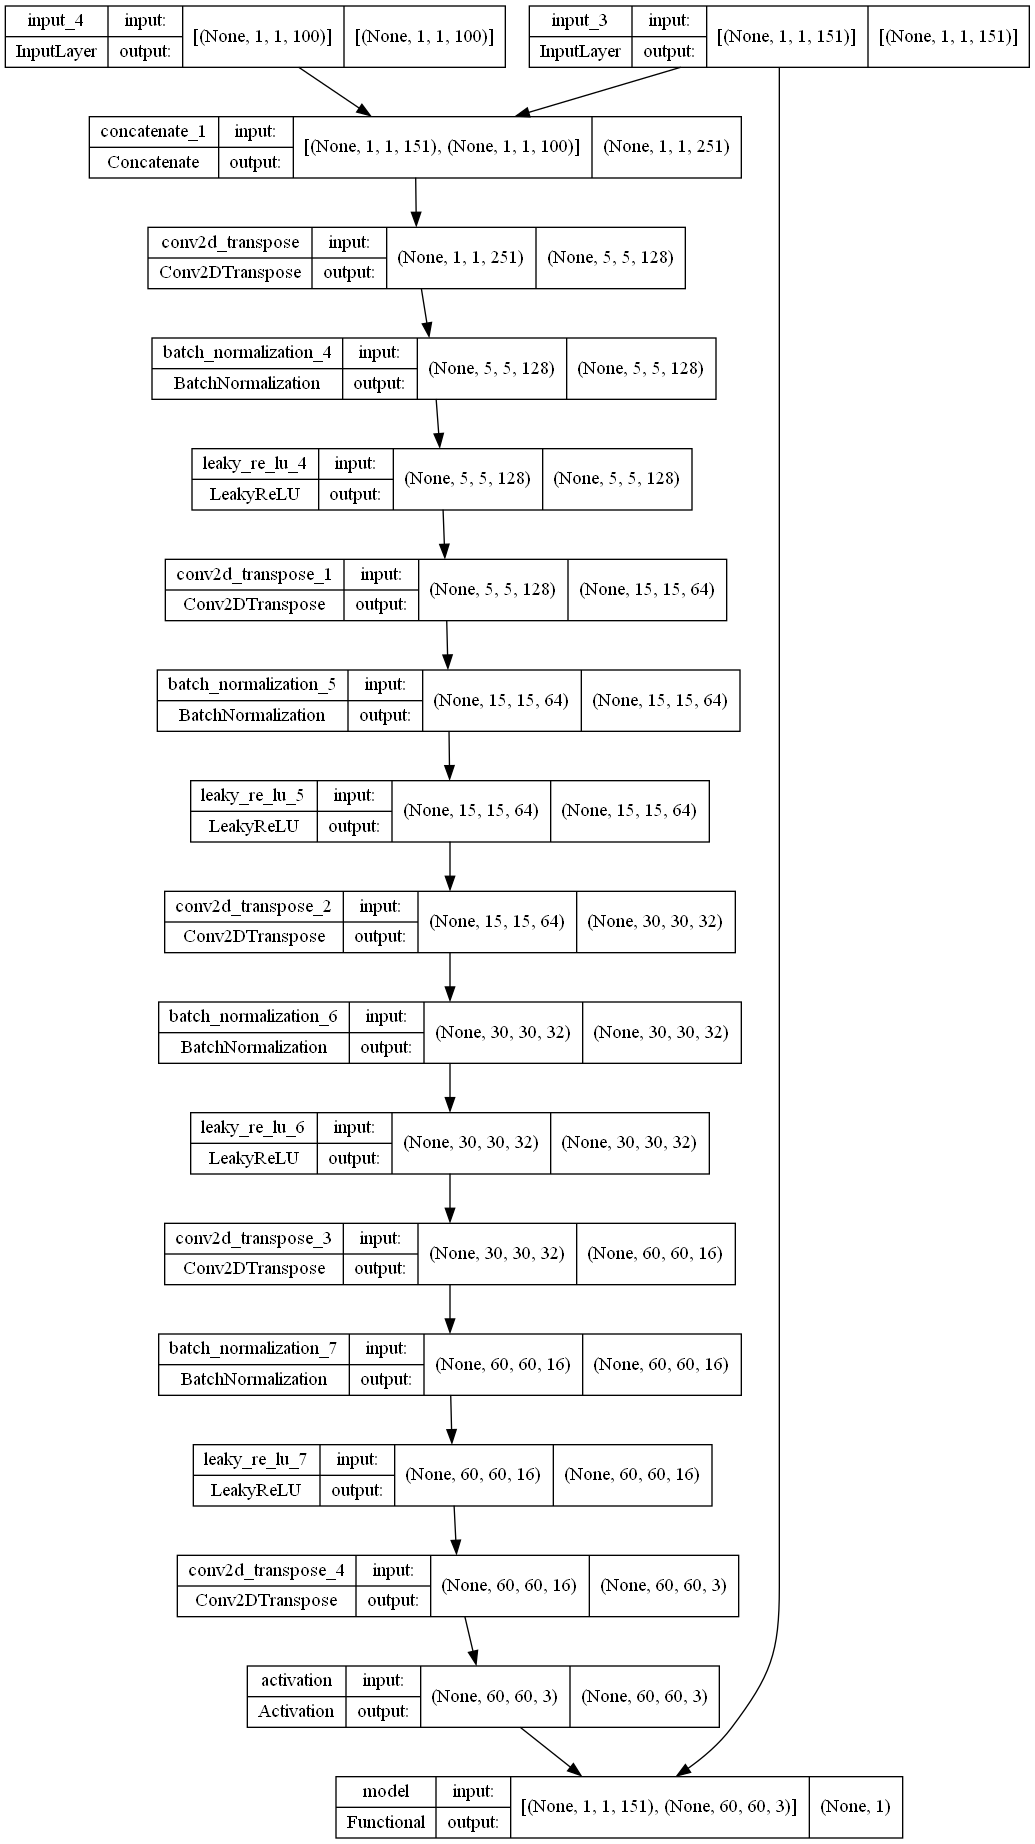 input_4 input: [(None, 1, 1, 100)] [(None, 1, 1, 100)]
InputLayer output:
input_3 input: [(None, 1, 1, 151)] [(None, 1, 1, 151)]
InputLayer output:
concatenate_1 input: [(None, 1, 1, 151), (None, 1, 1, 100)] (None, 1, 1, 251)
Concatenate output:
conv2d_transpose input: (None, 1, 1, 251) (None, 5, 5, 128)
Conv2DTranspose output:
batch_normalization_4 input: (None, 5, 5, 128) (None, 5, 5, 128)
BatchNormalization output:
leaky_re_lu_4 input: (None, 5, 5, 128) (None, 5, 5, 128)
LeakyReLU output:
conv2d_transpose_1 input: (None, 5, 5, 128) (None, 15, 15, 64)
Conv2DTranspose output:
batch_normalization_5 input: (None, 15, 15, 64) (None, 15, 15, 64)
BatchNormalization output:
leaky_re_lu_5 input: (None, 15, 15, 64) (None, 15, 15, 64)
LeakyReLU output:
conv2d_transpose_2 input: (None, 15, 15, 64) (None, 30, 30, 32)
Conv2DTranspose output:
batch_normalization_6 input: (None, 30, 30, 32) (None, 30, 30, 32)
BatchNormalization output:
leaky_re_lu_6 input: (None, 30, 30, 32) (None, 30, 30, 32)
LeakyReLU output:
conv2d_transpose_3 input: (None, 30, 30, 32) (None, 60, 60, 16)
Conv2DTranspose output:
batch_normalization_7 input: (None, 60, 60, 16) (None, 60, 60, 16)
BatchNormalization output:
leaky_re_lu_7 input: (None, 60, 60, 16) (None, 60, 60, 16)
LeakyReLU output:
conv2d_transpose_4 input: (None, 60, 60, 16) (None, 60, 60, 3)
Conv2DTranspose output:
activation input: (None, 60, 60, 3) (None, 60, 60, 3)
Activation output:
model input: [(None, 1, 1, 151), (None, 60, 60, 3)] (None, 1)
Functional output: